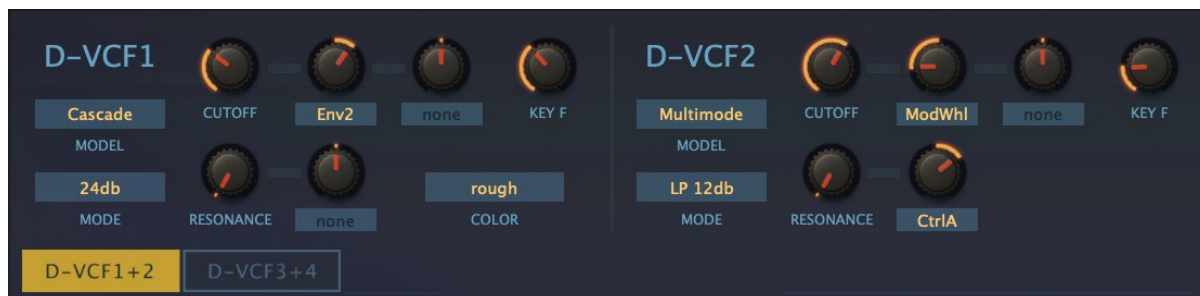 D-VCF1
CUTOFF
Env2
none
KEY F
Cascade
MODEL
24db
MODE
RESONANCE
none
rough
COLOR
D-VCF2
CUTOFF
ModWhl
none
KEY F
Multimode
MODEL
LP 12db
MODE
RESONANCE
CtrlA
D-VCF1+2
D-VCF3+4